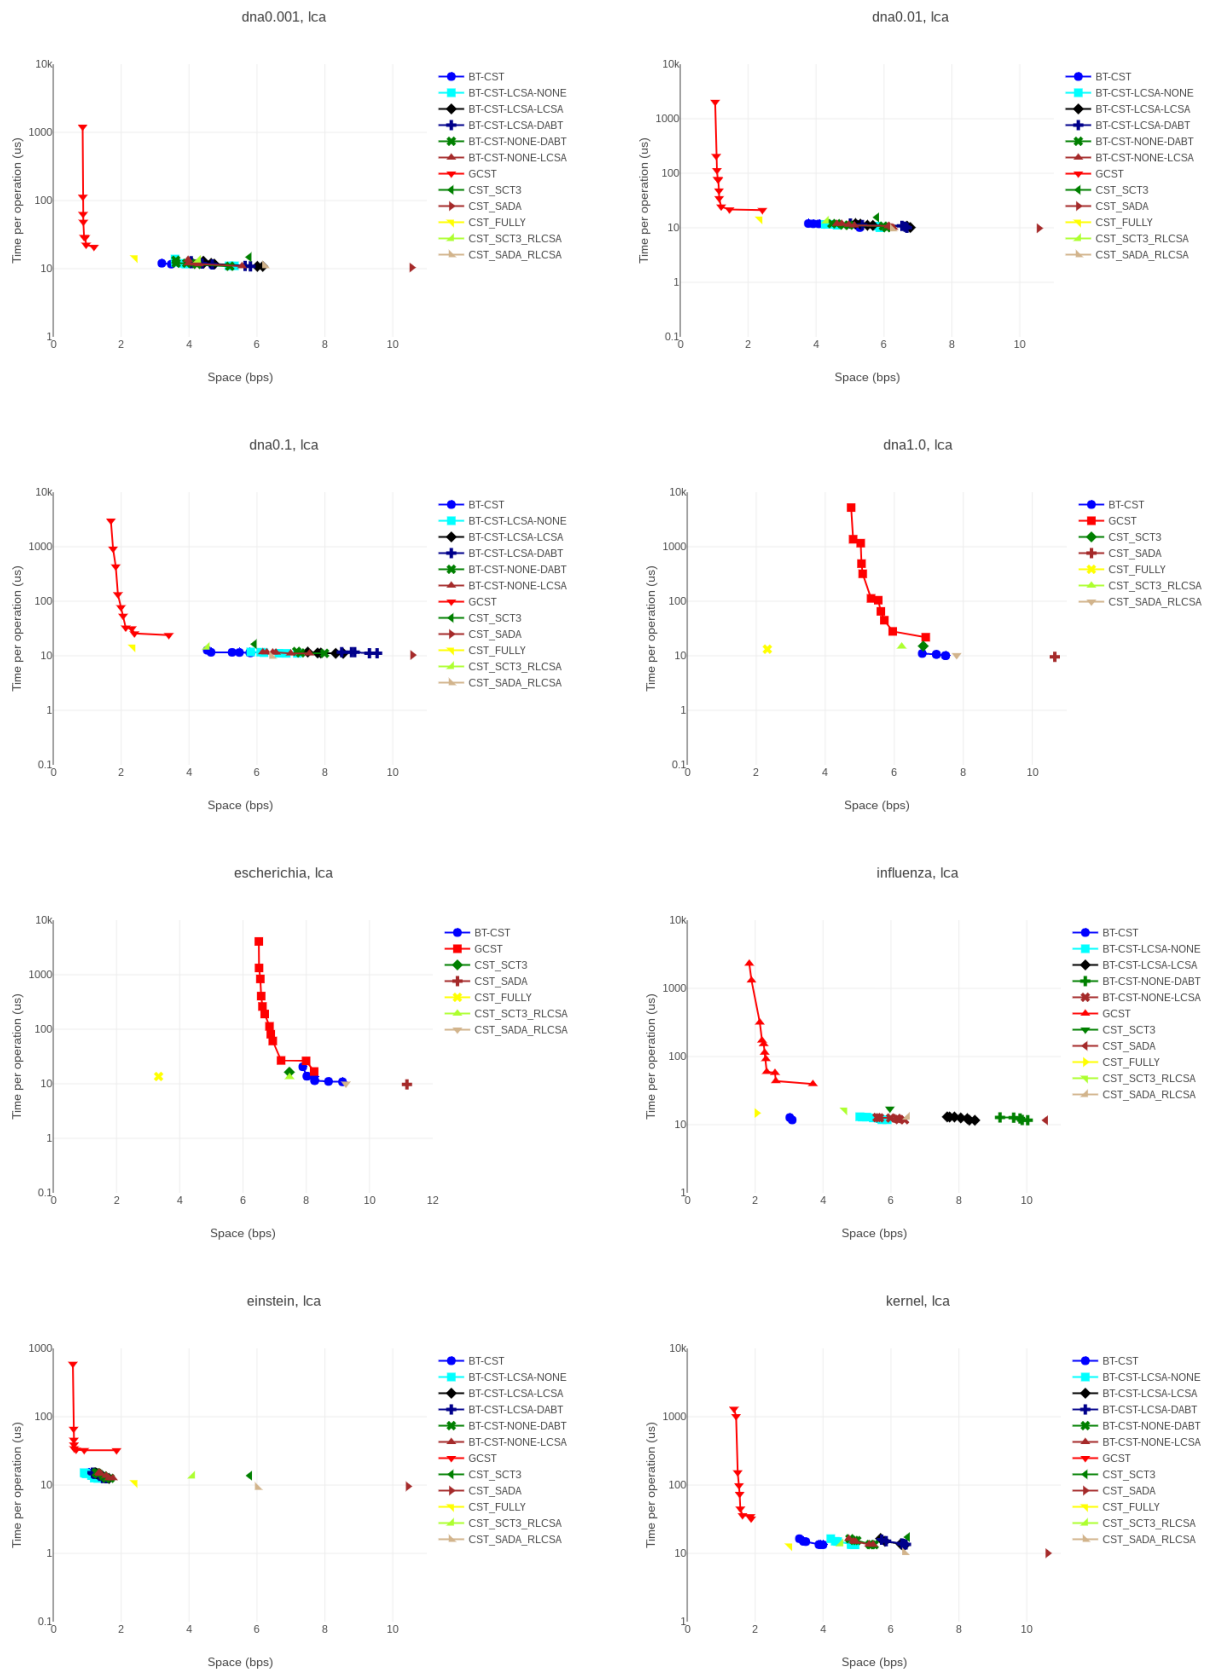 dna0.001, lca
10k
1000
100
10
1
0
2
4
6
8
10
Time per operation (us)
Space (bps)
BT-CST
BT-CST-LCSA-NONE
BT-CST-LCSA-LCSA
BT-CST-LCSA-DABT
BT-CST-NONE-DABT
BT-CST-NONE-LCSA
GCST
CST_SCT3
CST_SADA
CST_FULLY
CST_SCT3_RLCSA
CST_SADA_RLCSA
dna0.01, lca
10k
1000
100
10
1
0.1
0
2
4
6
8
10
Time per operation (us)
Space (bps)
BT-CST
BT-CST-LCSA-NONE
BT-CST-LCSA-LCSA
BT-CST-LCSA-DABT
BT-CST-NONE-DABT
BT-CST-NONE-LCSA
GCST
CST_SCT3
CST_SADA
CST_FULLY
CST_SCT3_RLCSA
CST_SADA_RLCSA
dna0.1, lca
10k
1000
100
10
1
0.1
0
2
4
6
8
10
Time per operation (us)
Space (bps)
BT-CST
BT-CST-LCSA-NONE
BT-CST-LCSA-LCSA
BT-CST-LCSA-DABT
BT-CST-NONE-DABT
BT-CST-NONE-LCSA
GCST
CST_SCT3
CST_SADA
CST_FULLY
CST_SCT3_RLCSA
CST_SADA_RLCSA
dna1.0, lca
10k
1000
100
10
1
0.1
0
2
4
6
8
10
Time per operation (us)
Space (bps)
BT-CST
GCST
CST_SCT3
CST_SADA
CST_FULLY
CST_SCT3_RLCSA
CST_SADA_RLCSA
escherichia, lca
10k
1000
100
10
1
0.1
0
2
4
6
8
10
12
Time per operation (us)
Space (bps)
BT-CST
GCST
CST_SCT3
CST_SADA
CST_FULLY
CST_SCT3_RLCSA
CST_SADA_RLCSA
influenza, lca
10k
1000
100
10
1
0
2
4
6
8
10
Time per operation (us)
Space (bps)
BT-CST
BT-CST-LCSA-NONE
BT-CST-LCSA-LCSA
BT-CST-NONE-DABT
BT-CST-NONE-LCSA
GCST
CST_SCT3
CST_SADA
CST_FULLY
CST_SCT3_RLCSA
CST_SADA_RLCSA
einstein, lca
1000
100
10
1
0.1
0
2
4
6
8
10
Time per operation (us)
Space (bps)
BT-CST
BT-CST-LCSA-NONE
BT-CST-LCSA-LCSA
BT-CST-LCSA-DABT
BT-CST-NONE-DABT
BT-CST-NONE-LCSA
GCST
CST_SCT3
CST_SADA
CST_FULLY
CST_SCT3_RLCSA
CST_SADA_RLCSA
kernel, lca
10k
1000
100
10
1
0
2
4
6
8
10
Time per operation (us)
Space (bps)
BT-CST
BT-CST-LCSA-NONE
BT-CST-LCSA-LCSA
BT-CST-LCSA-DABT
BT-CST-NONE-DABT
BT-CST-NONE-LCSA
GCST
CST_SCT3
CST_SADA
CST_FULLY
CST_SCT3_RLCSA
CST_SADA_RLCSA